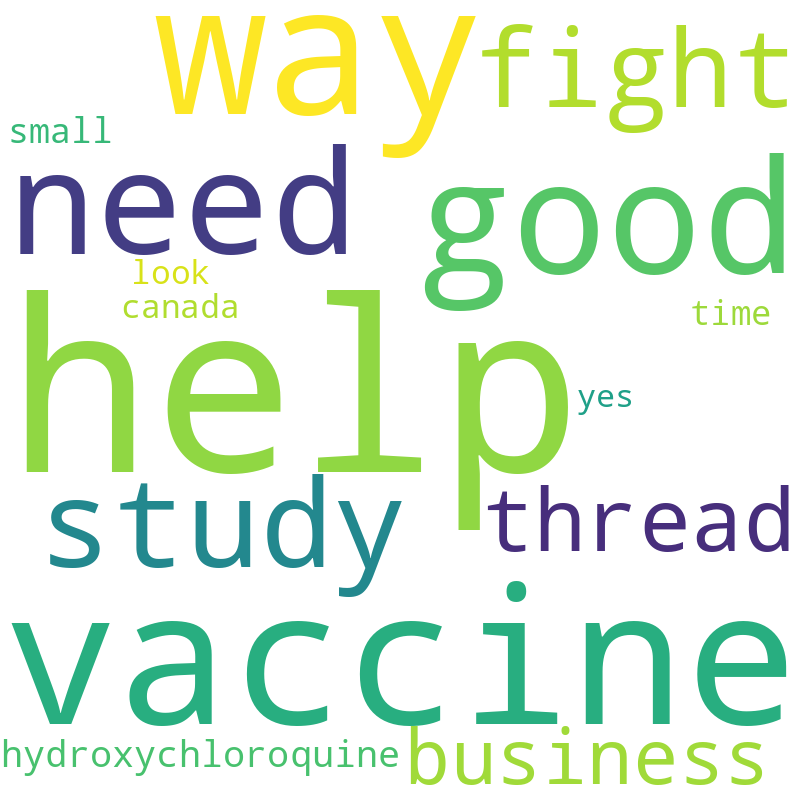 way
fight
small
need
good
look
canada
time
help
yes
study
thread
vaccine
business
hydroxychloroquine